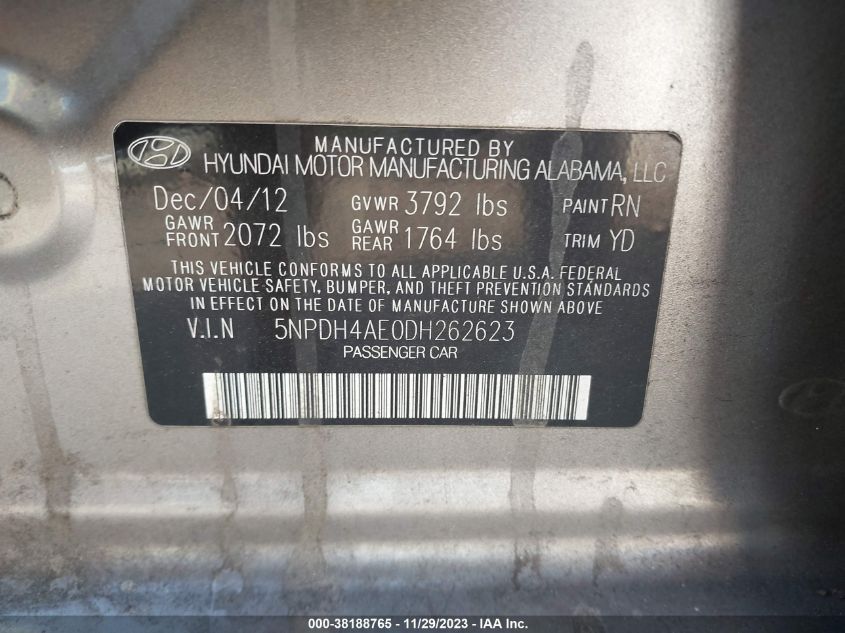 MANUFACTURED BY
HYUNDAI MOTOR MANUFACTURING ALABAMA, LLC
Dec/04/12 GVWR 3792 lbs PAINT RN
GAWR FRONT 2072 lbs GAWR REAR 1764 lbs TRIM YD
THIS VEHICLE CONFORMS TO ALL APPLICABLE U.S.A. FEDERAL
MOTOR VEHICLE SAFETY, BUMPER, AND THEFT PREVENTION STANDARDS
IN EFFECT ON THE DATE OF MANUFACTURE SHOWN ABOVE
V.I.N 5NPDH4AE0DH262623
PASSENGER CAR
000-38188765 - 11/29/2023 - IAA Inc.